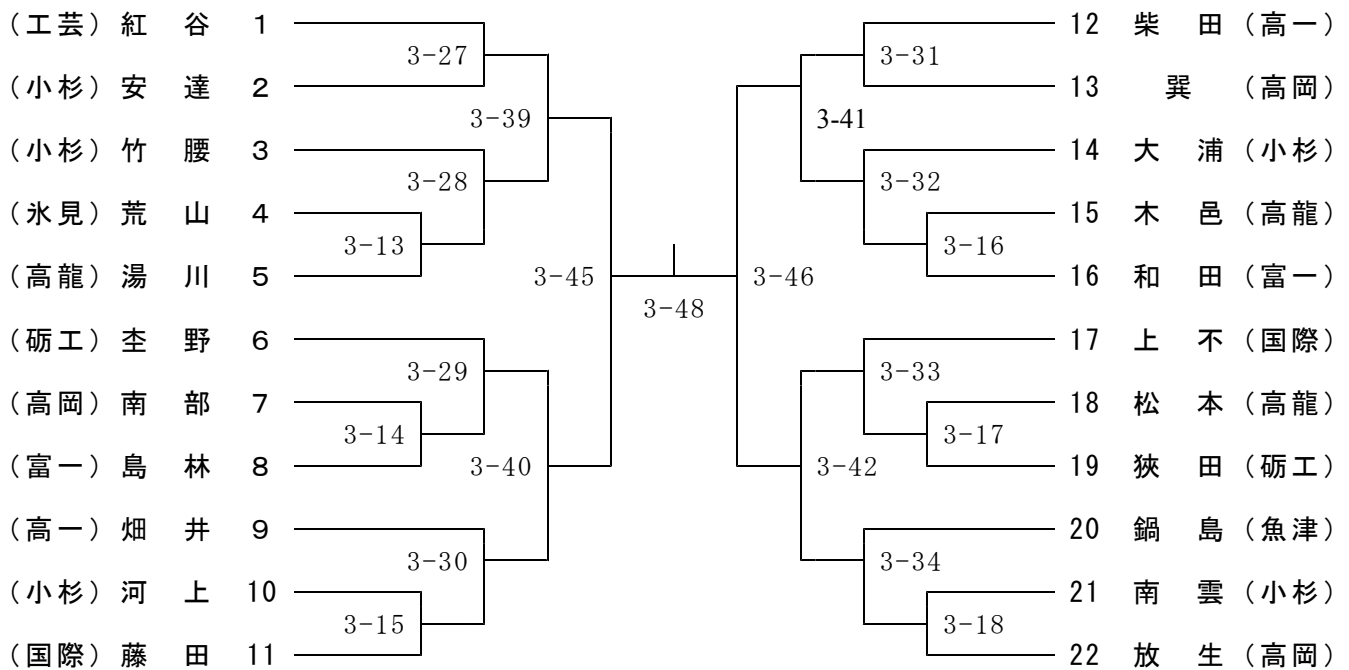 (工芸) 紅 谷 1
3-27
(小杉) 安 達 2
3-39
(小杉) 竹 腰 3
3-28
(氷見) 荒 山 4
3-13
(高龍) 湯 川 5
3-45
(砺工) 杢 野 6
3-29
(高岡) 南 部 7
3-14
(富一) 島 林 8
3-40
(高一) 畑 井 9
3-30
(小杉) 河 上 10
3-15
(国際) 藤 田 11
3-48
12 柴 田 (高一)
3-31
13 巽 (高岡)
3-41
14 大 浦 (小杉)
3-32
15 木 邑 (高龍)
3-16
16 和 田 (富一)
3-46
17 上 不 (国際)
3-33
18 松 本 (高龍)
3-17
19 狹 田 (砺工)
3-42
20 鍋 島 (魚津)
3-34
21 南 雲 (小杉)
3-18
22 放 生 (高岡)